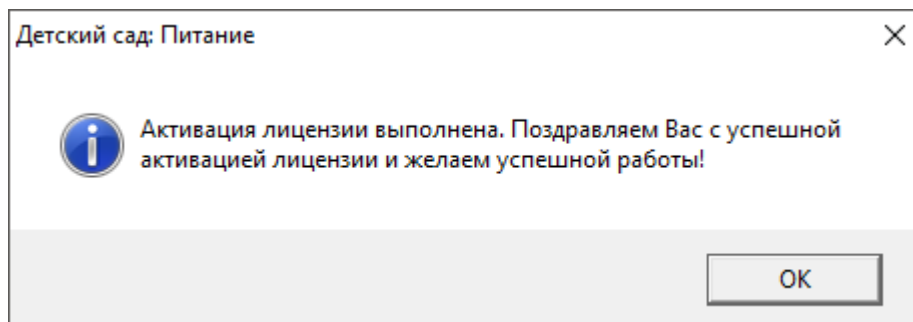 Детский сад: Питание
Активация лицензии выполнена. Поздравляем Вас с успешной
активацией лицензии и желаем успешной работы!
OK